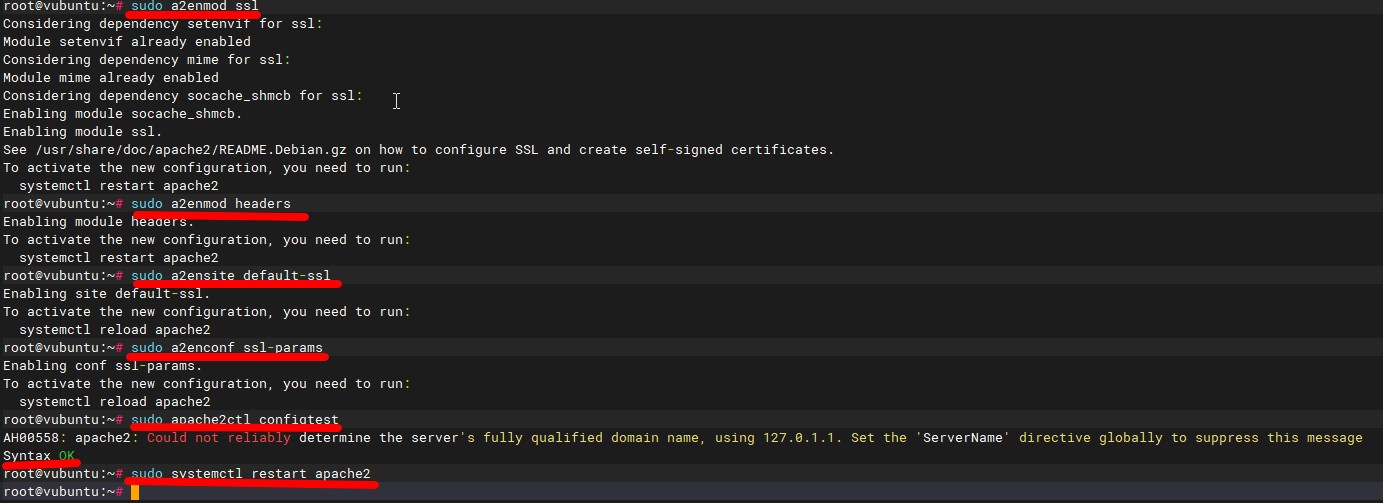 root@vubuntu:~# sudo a2enmod ssl
Considering dependency setenvif for ssl:
Module setenvif already enabled
Considering dependency mime for ssl:
Module mime already enabled
Considering dependency socache_shmcb for ssl:
Enabling module socache_shmcb.
Enabling module ssl.
See /usr/share/doc/apache2/README.Debian.gz on how to configure SSL and create self-signed certificates.
To activate the new configuration, you need to run:
  systemctl restart apache2
root@vubuntu:~# sudo a2enmod headers
Enabling module headers.
To activate the new configuration, you need to run:
  systemctl restart apache2
root@vubuntu:~# sudo a2ensite default-ssl
Enabling site default-ssl.
To activate the new configuration, you need to run:
  systemctl reload apache2
root@vubuntu:~# sudo a2enconf ssl-params
Enabling conf ssl-params.
To activate the new configuration, you need to run:
  systemctl reload apache2
root@vubuntu:~# sudo apache2ctl configtest
AH00558: apache2: Could not reliably determine the server's fully qualified domain name, using 127.0.1.1. Set the 'ServerName' directive globally to suppress this message
Syntax OK
root@vubuntu:~# sudo systemctl restart apache2
root@vubuntu:~#